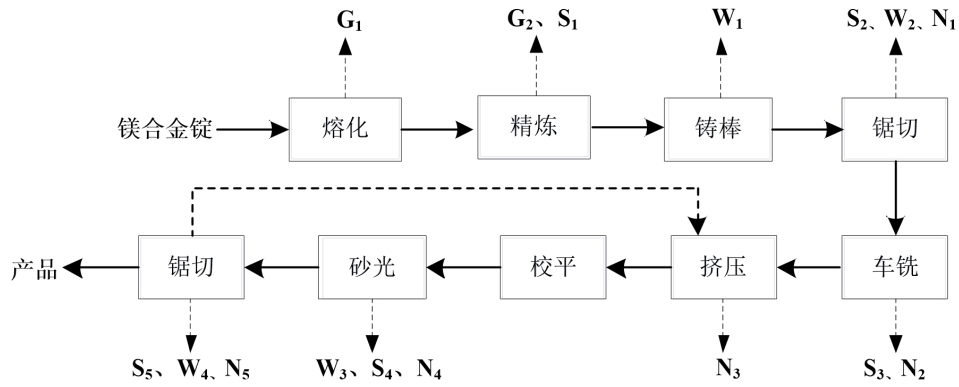 G₁ G₂、S₁ W₁ S₂、W₂、N₁
镁合金锭 熔化 精炼 铸棒 锯切
产品 锯切 砂光 校平 挤压 车铣
S₅、W₄、N₅ W₃、S₄、N₄ N₃ S₃、N₂